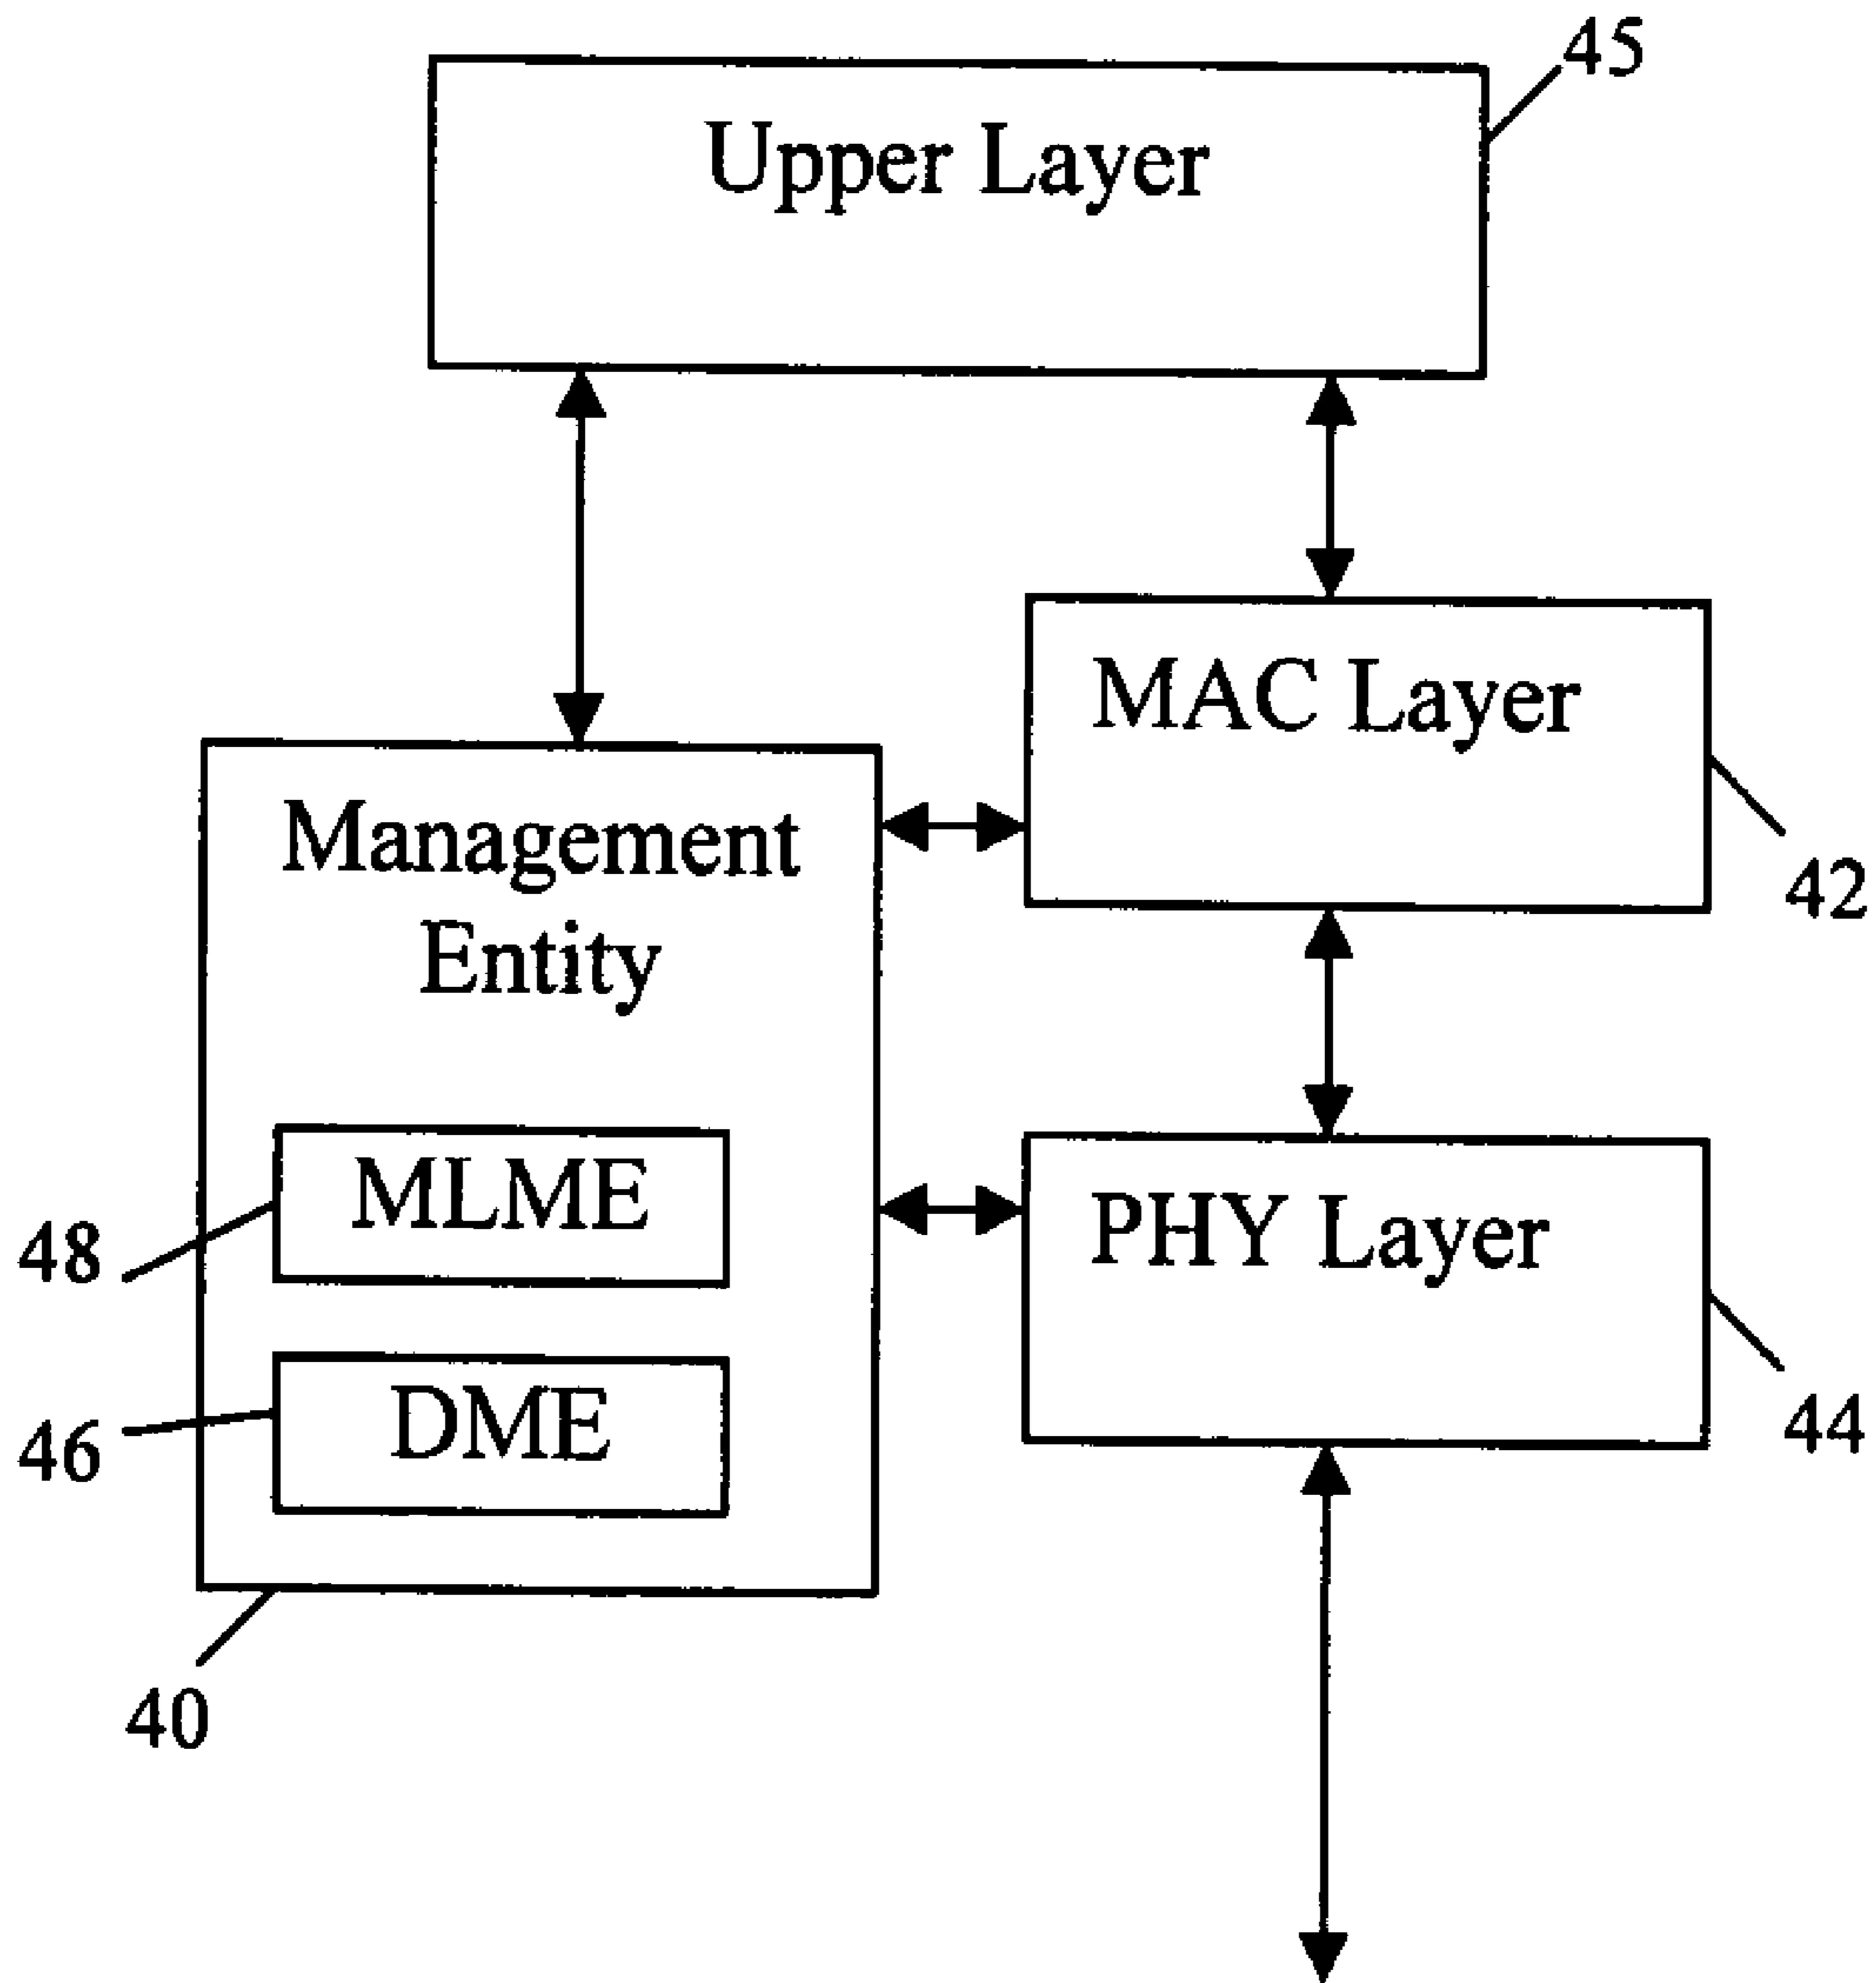 45
Upper Layer
MAC Layer
42
Management
Entity
MLME
48
PHY Layer
DME
46
44
40